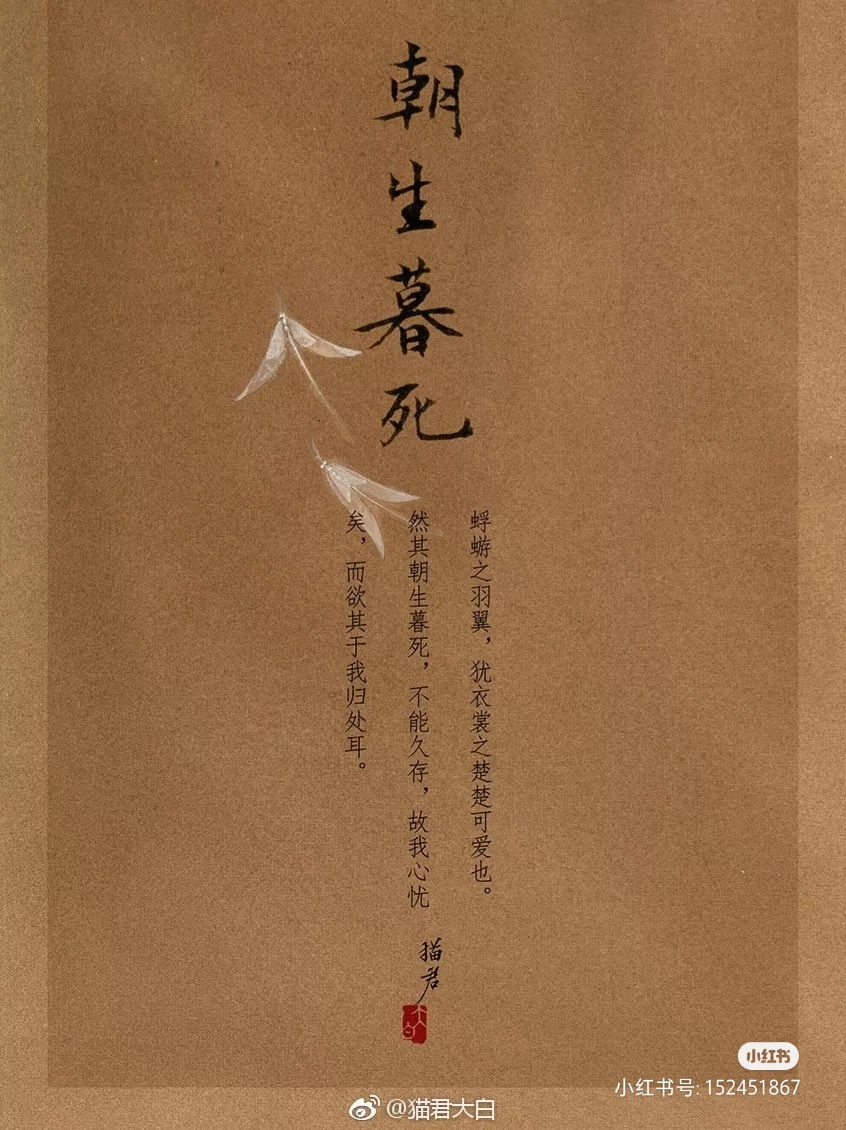 朝生暮死
蜉蝣之羽翼，犹衣裳之楚楚可爱也。
然其朝生暮死，不能久存，故我心忧
矣，而欲其于我归处耳。
猫君
小红书
小红书号: 152451867
@猫君大白